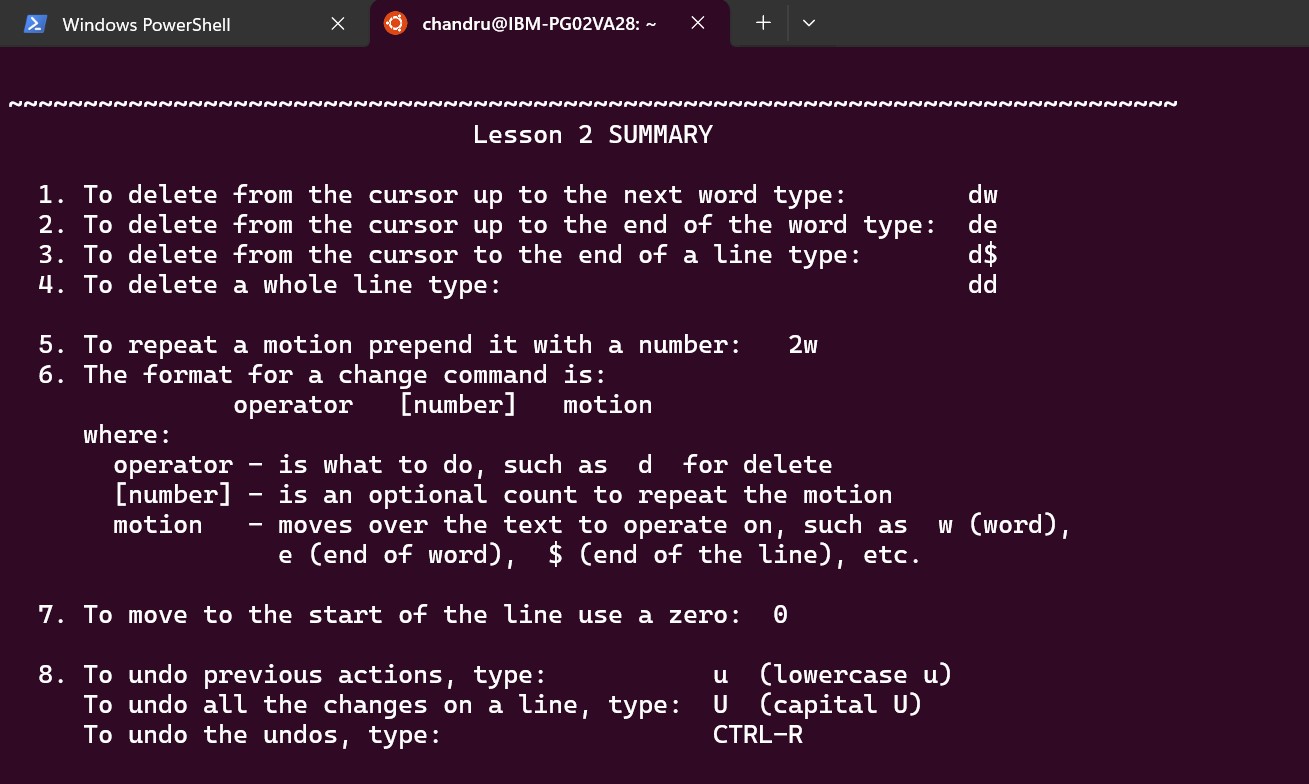 Windows PowerShell
chandru@IBM-PG02VA28: ~
~~~~~~~~~~~~~~~~~~~~~~~~~~~~~~~~~~~~~~~~~~~~~~~~~~~~~~~~~~~~~~~~~~~~~~~~~~~~~~
Lesson 2 SUMMARY
1. To delete from the cursor up to the next word type: dw
2. To delete from the cursor up to the end of the word type: de
3. To delete from the cursor to the end of a line type: d$
4. To delete a whole line type: dd
5. To repeat a motion prepend it with a number: 2w
6. The format for a change command is:
operator [number] motion
where:
operator - is what to do, such as d for delete
[number] - is an optional count to repeat the motion
motion - moves over the text to operate on, such as w (word),
e (end of word), $ (end of the line), etc.
7. To move to the start of the line use a zero: 0
8. To undo previous actions, type: u (lowercase u)
To undo all the changes on a line, type: U (capital U)
To undo the undos, type: CTRL-R